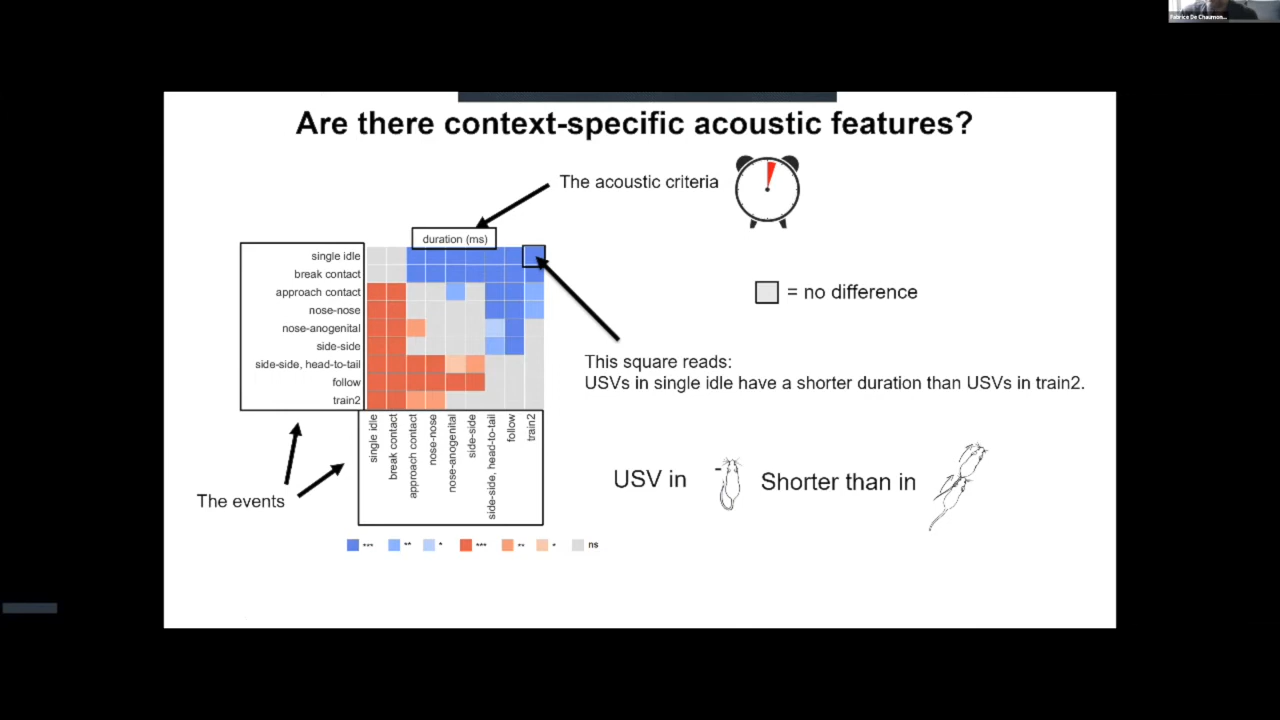 Fabrice De Chaumon...
Are there context-specific acoustic features?
The acoustic criteria
duration (ms)
single idle
break contact
approach contact
nose-nose
nose-anogenital
side-side
side-side, head-to-tail
follow
train2
= no difference
This square reads:
USVs in single idle have a shorter duration than USVs in train2.
single idle
break contact
approach contact
nose-nose
nose-anogenital
side-side
side-side, head-to-tail
follow
train2
The events
USV in
Shorter than in
*** ** * *** ** * ns